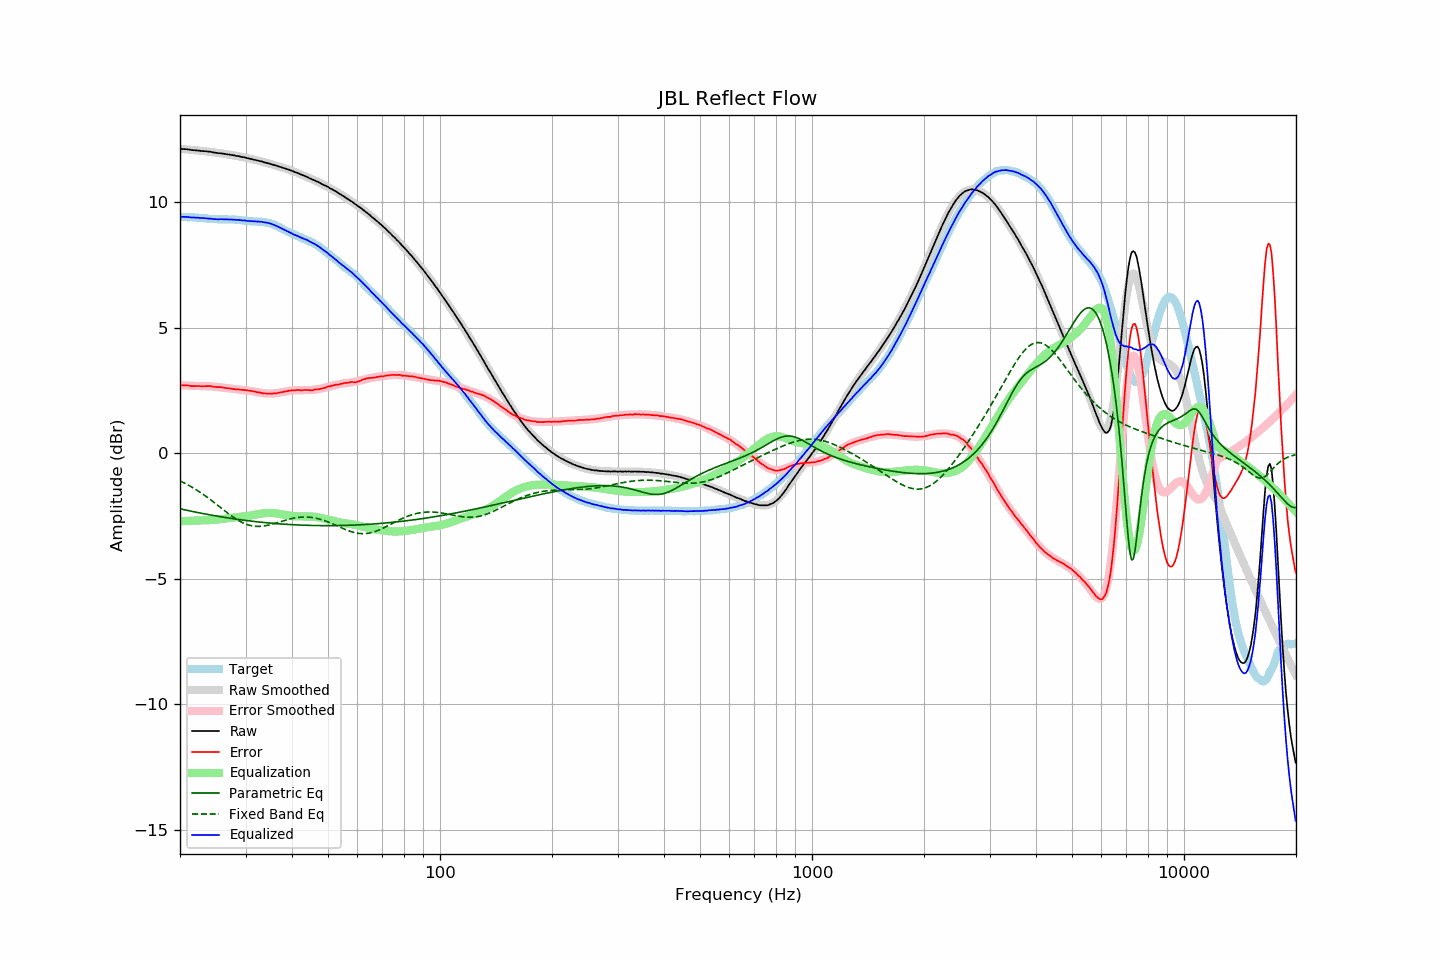 JBL Reflect Flow
Amplitude (dBr)
10
5
0
−5
−10
−15
Target
Raw Smoothed
Error Smoothed
Raw
Error
Equalization
Parametric Eq
Fixed Band Eq
Equalized
100
1000
10000
Frequency (Hz)